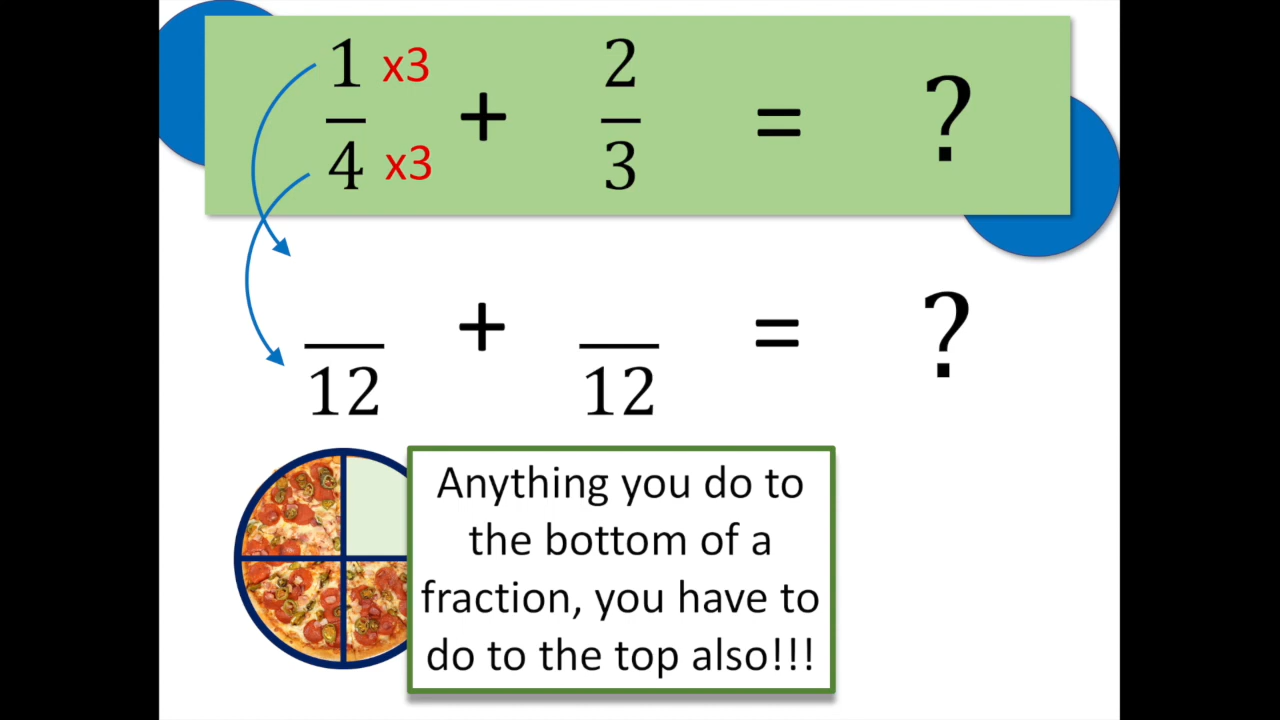 1 x3 2
4 x3 + 3 = ?
+ = ?
12 12
Anything you do to
the bottom of a
fraction, you have to
do to the top also!!!